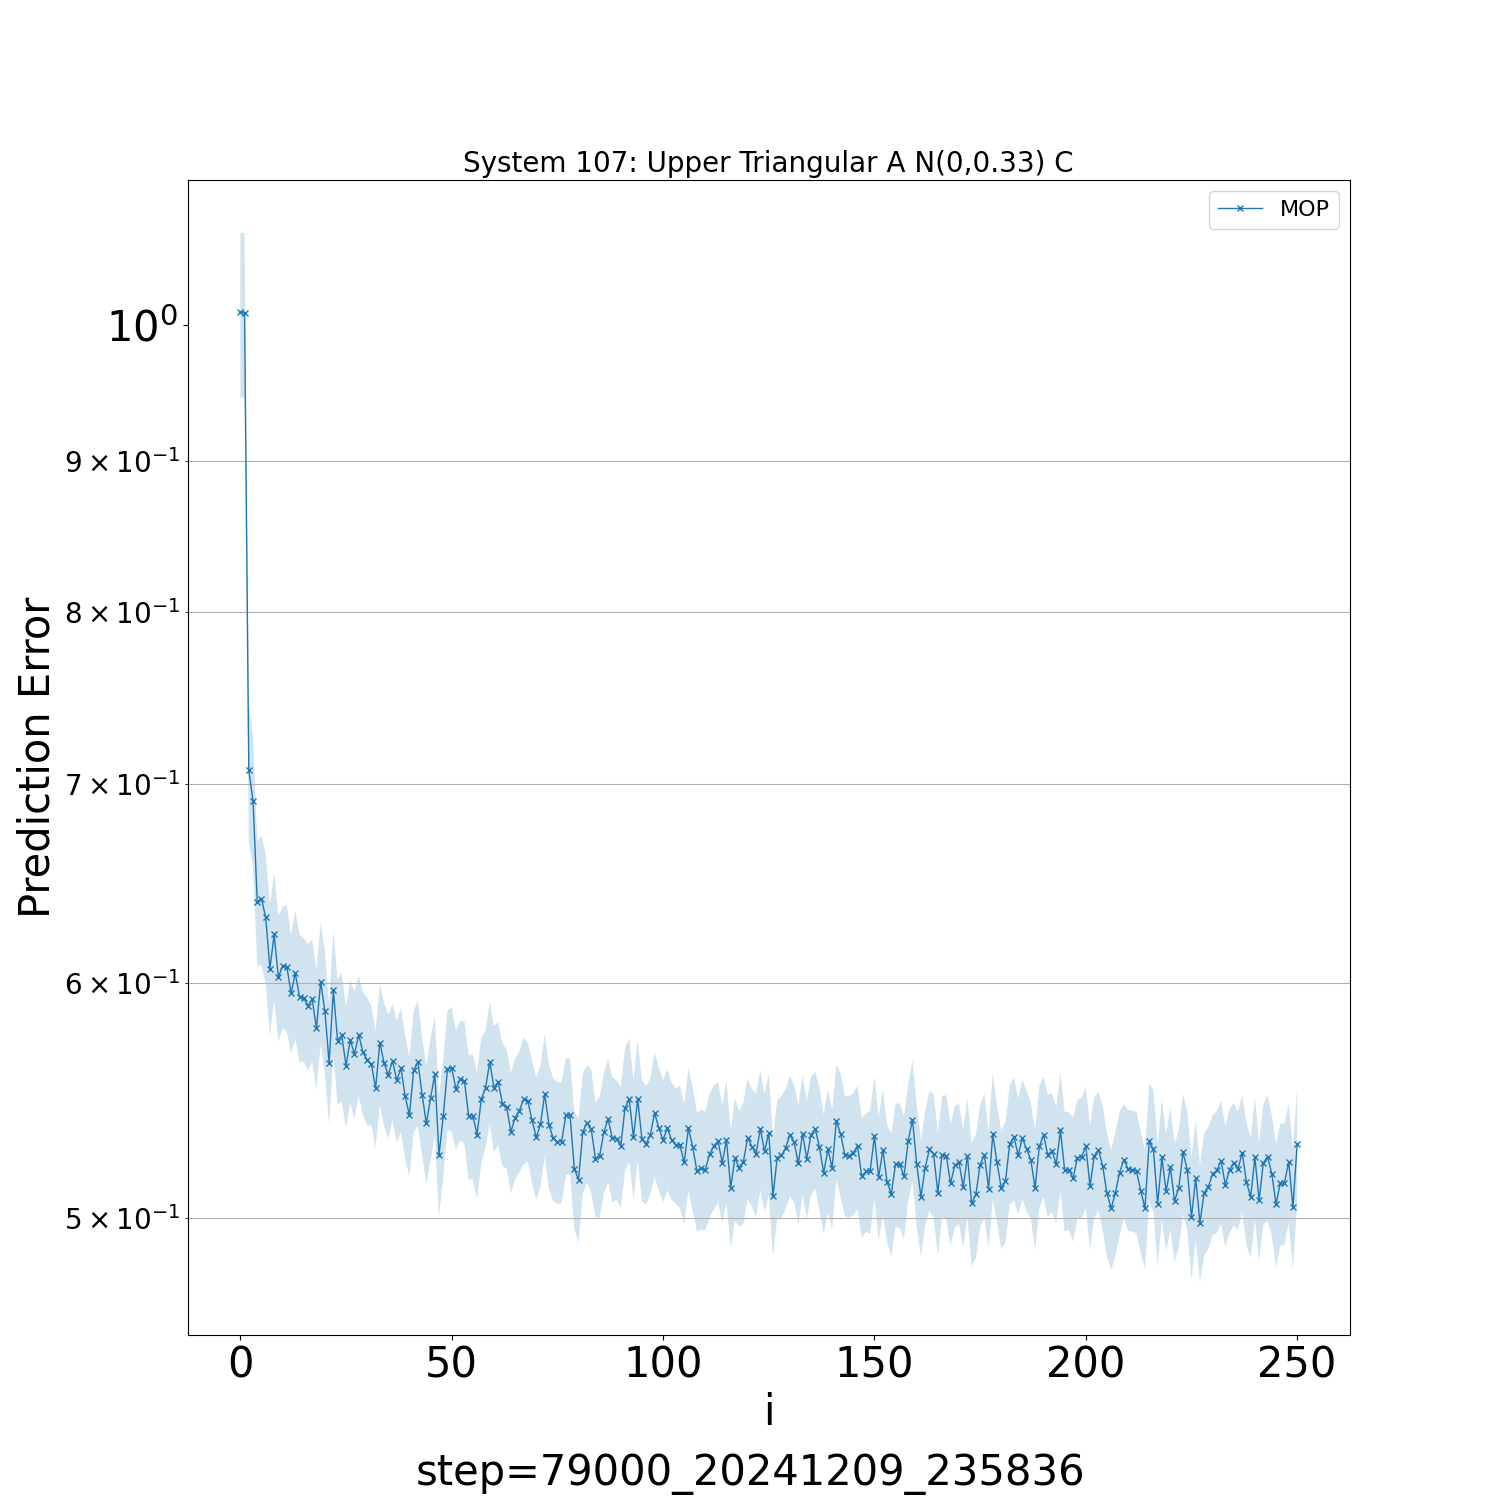 System 107: Upper Triangular A N(0,0.33) C
MOP
10⁰
9 × 10⁻¹
8 × 10⁻¹
7 × 10⁻¹
6 × 10⁻¹
5 × 10⁻¹
Prediction Error
0 50 100 150 200 250
i
step=79000_20241209_235836